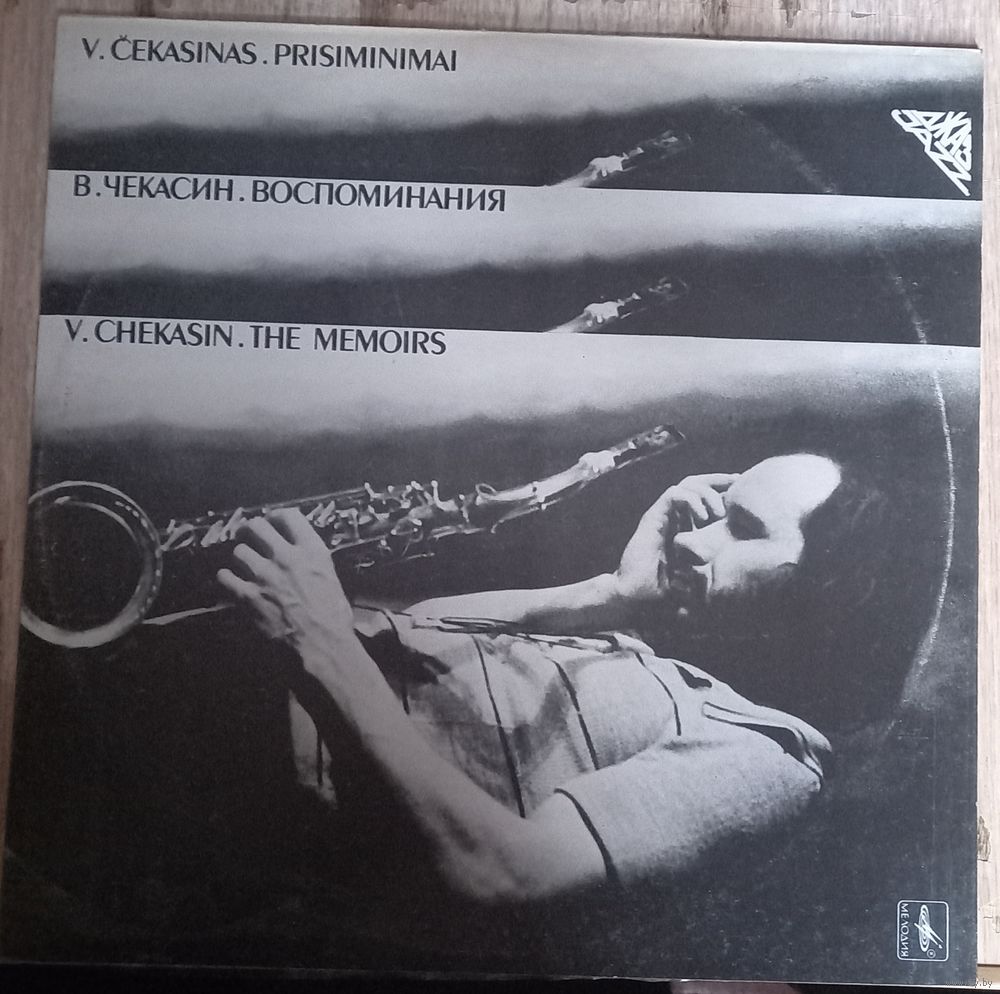 V. ČEKASINAS. PRISIMINIMAI
В. ЧЕКАСИН. ВОСПОМИНАНИЯ
V. CHEKASIN. THE MEMOIRS
МЕЛОДИЯ